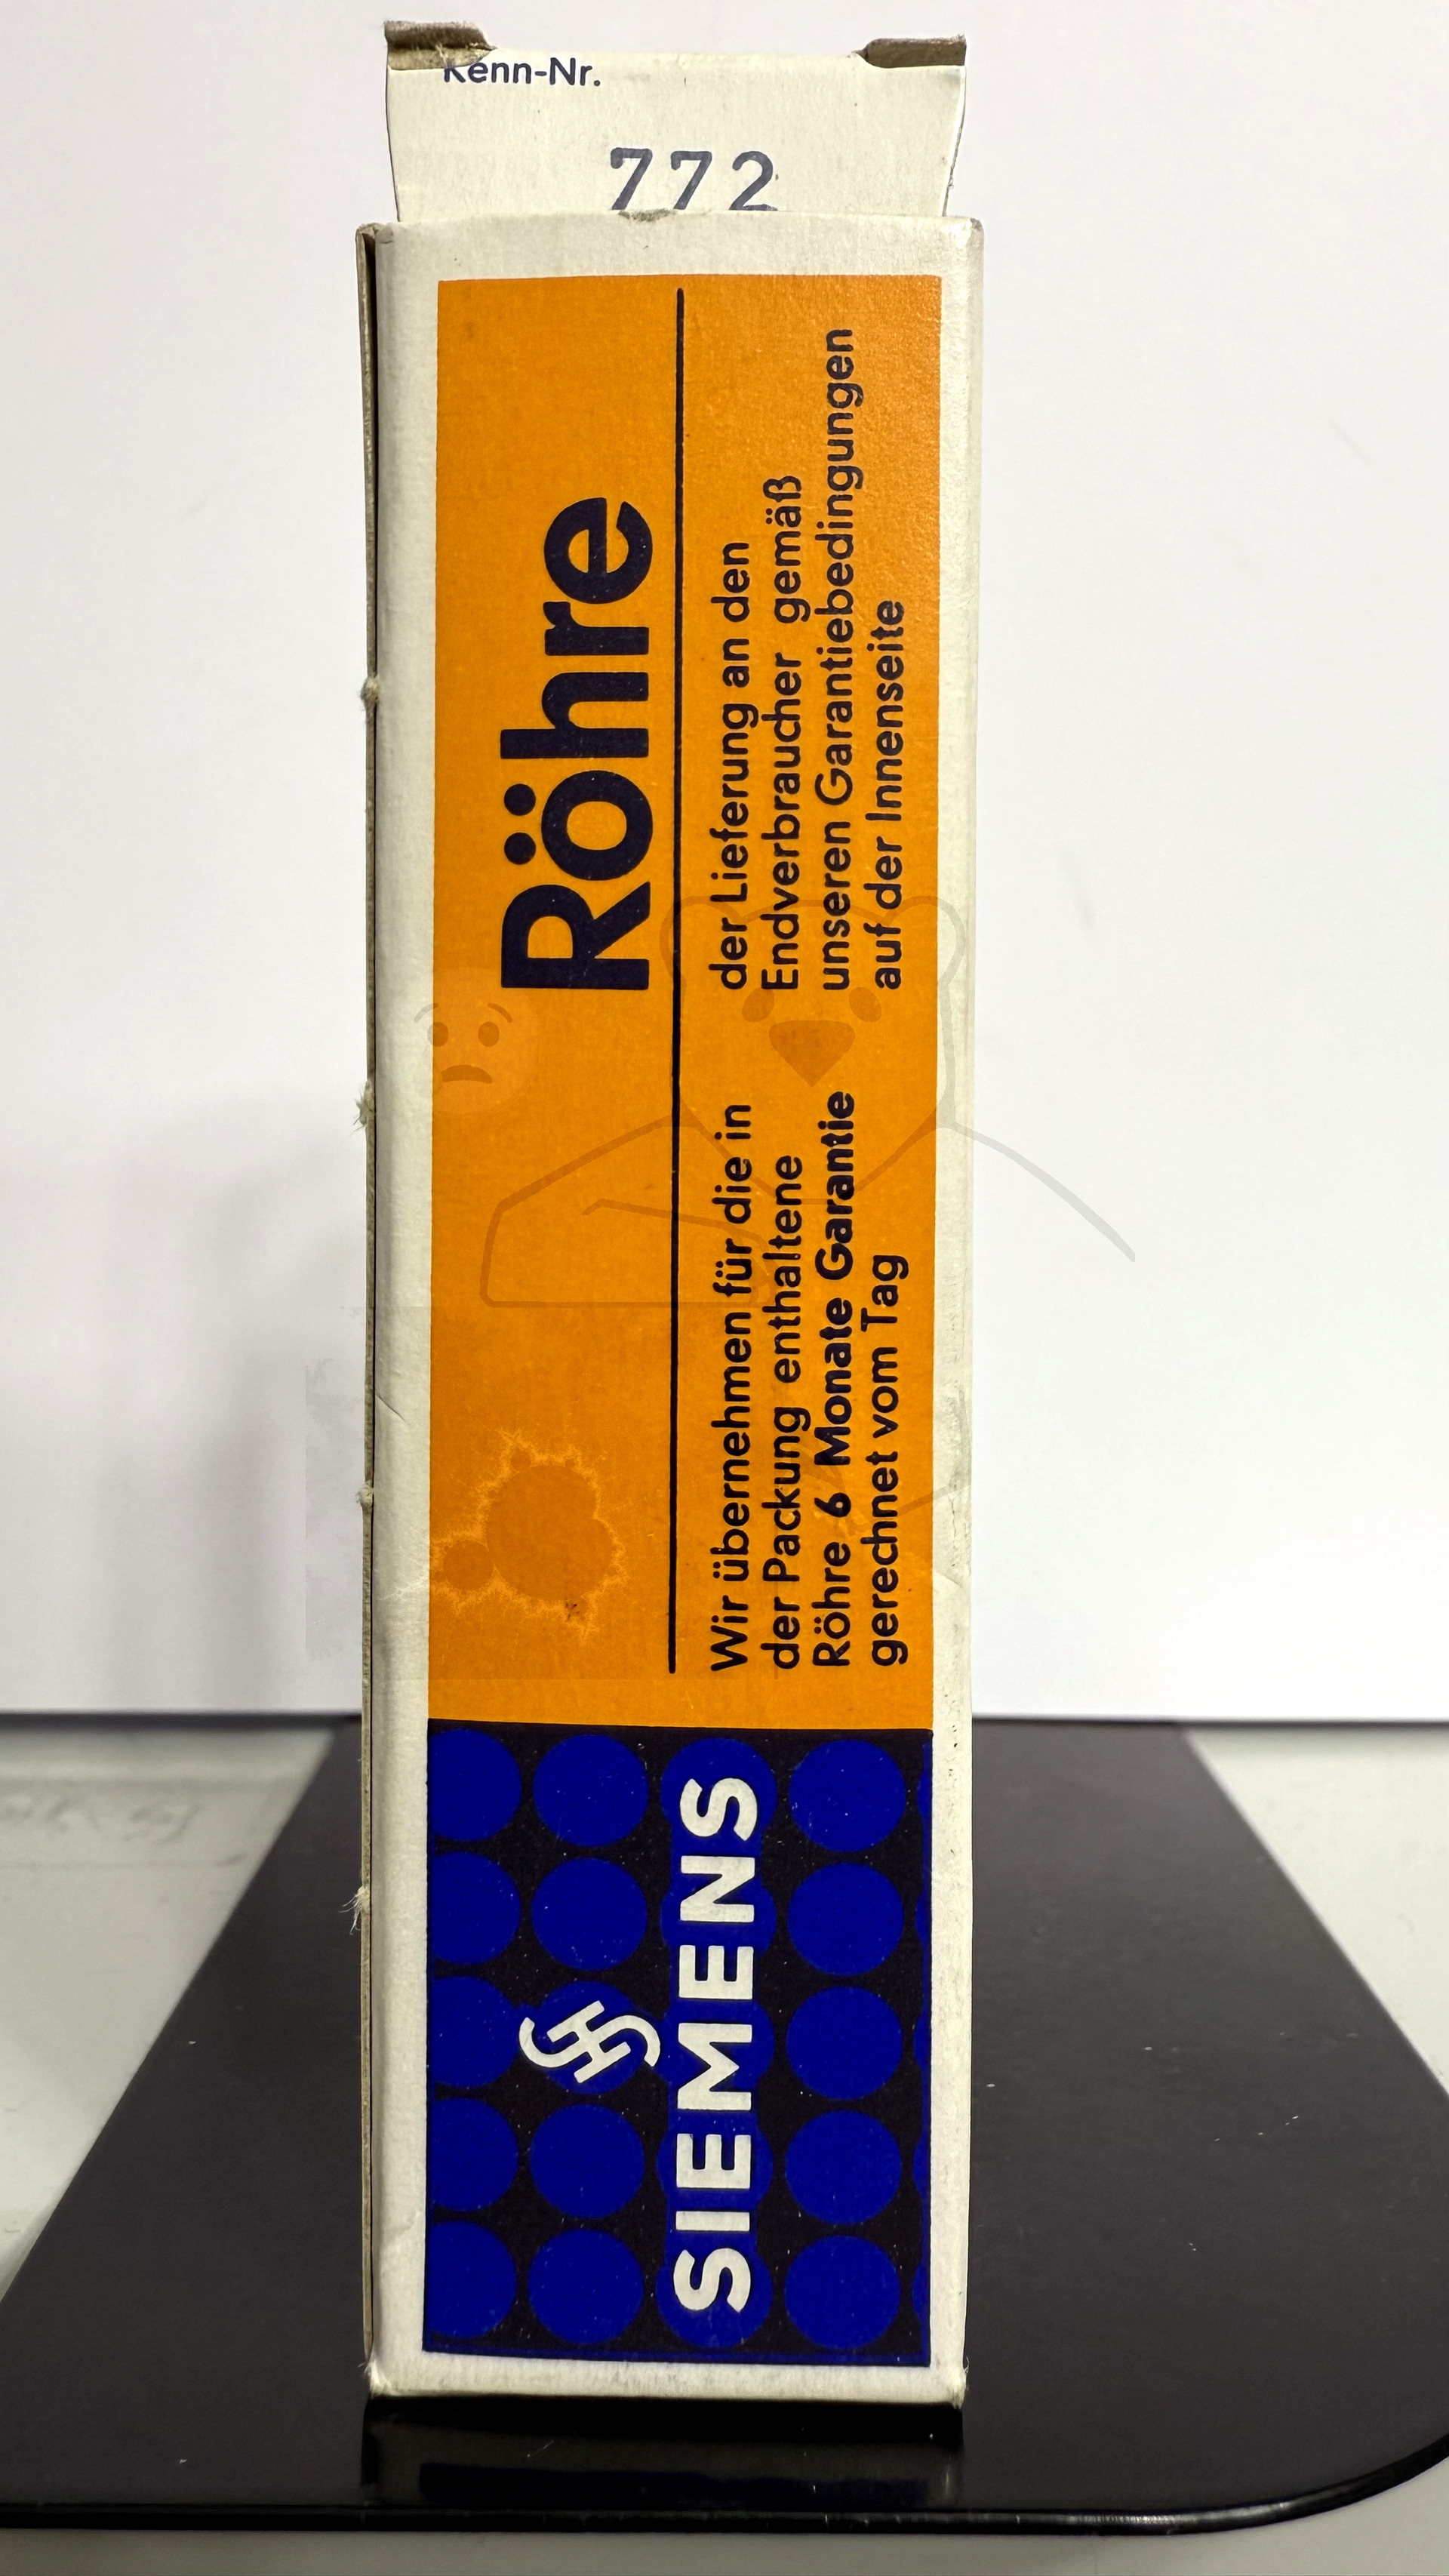 Kenn-Nr.
772
Röhre
Wir übernehmen für die in
der Packung enthaltene
Röhre 6 Monate Garantie
gerechnet vom Tag
der Lieferung an den
Endverbraucher gemäß
unseren Garantiebedingungen
auf der Innenseite
SIEMENS